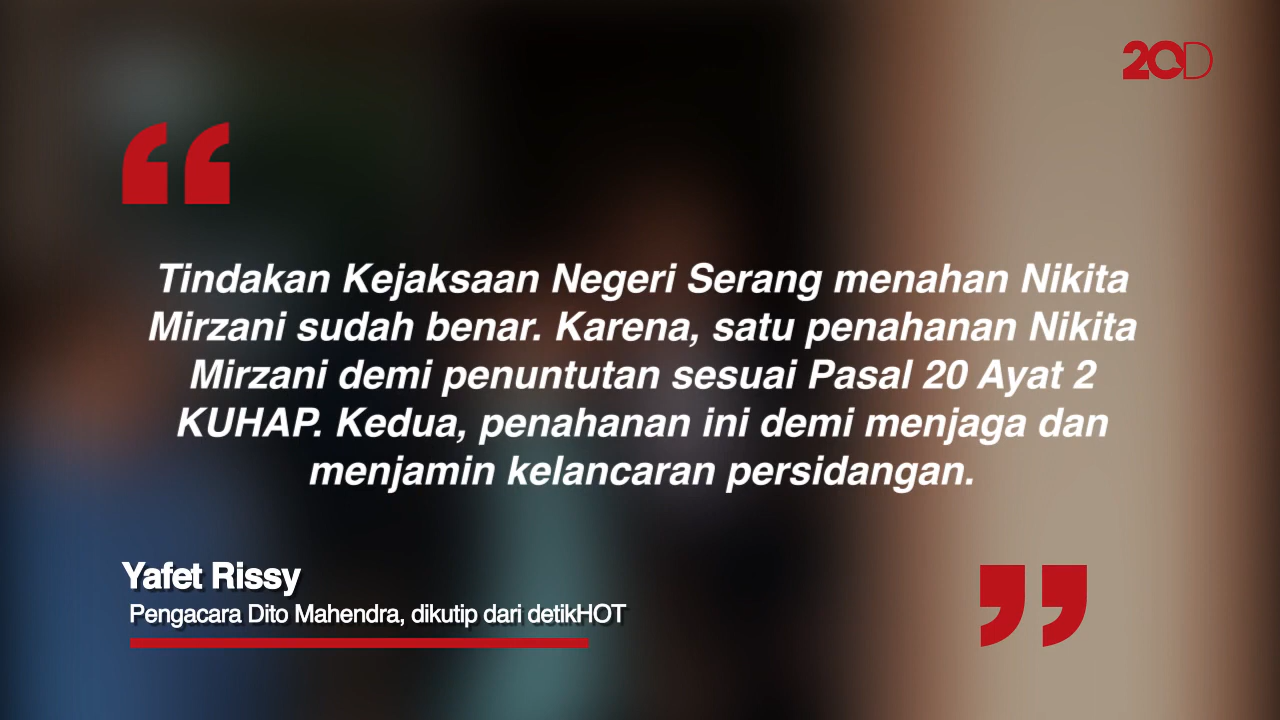 20D
Tindakan Kejaksaan Negeri Serang menahan Nikita
Mirzani sudah benar. Karena, satu penahanan Nikita
Mirzani demi penuntutan sesuai Pasal 20 Ayat 2
KUHAP. Kedua, penahanan ini demi menjaga dan
menjamin kelancaran persidangan.
Yafet Rissy
Pengacara Dito Mahendra, dikutip dari detikHOT